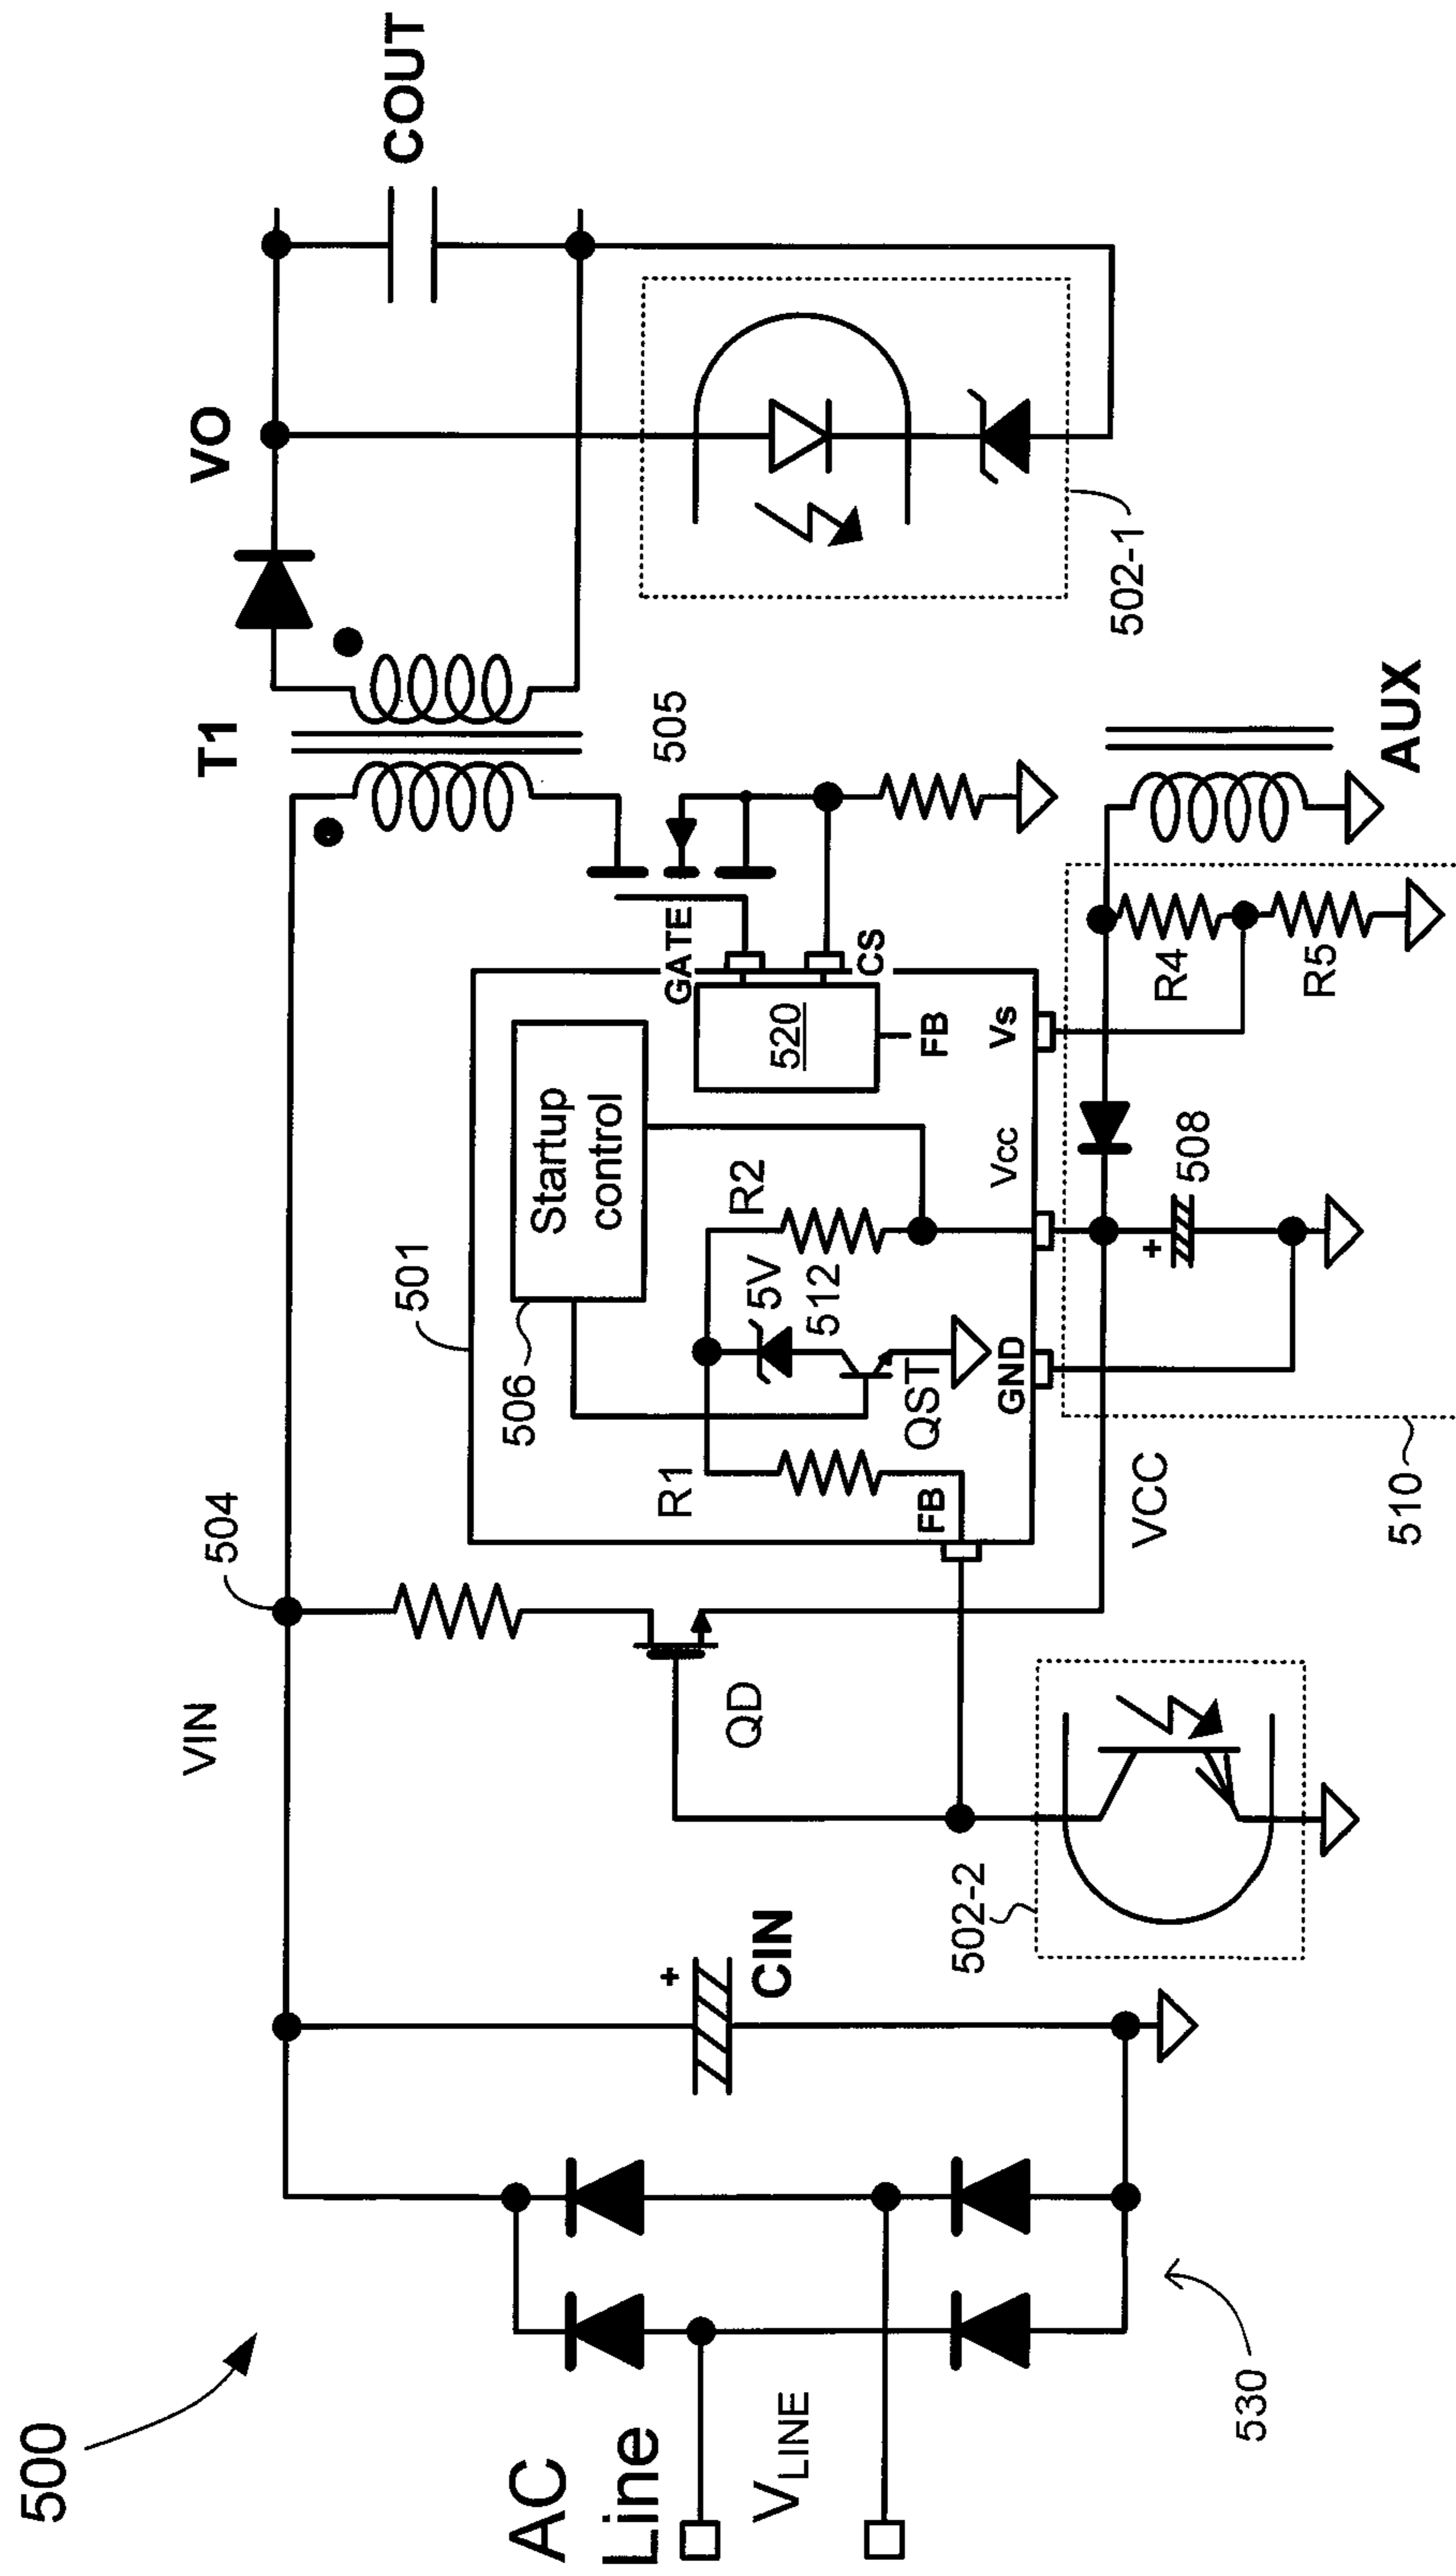 500
AC
Line
V_LINE
530
VIN
504
CIN
+
502-2
QD
501
506
Startup
control
R1
R2
5V
512
QST
FB
GND
Vcc
Vs
GATE
520
CS
FB
505
T1
VO
COUT
502-1
VCC
510
508
+
R4
R5
AUX